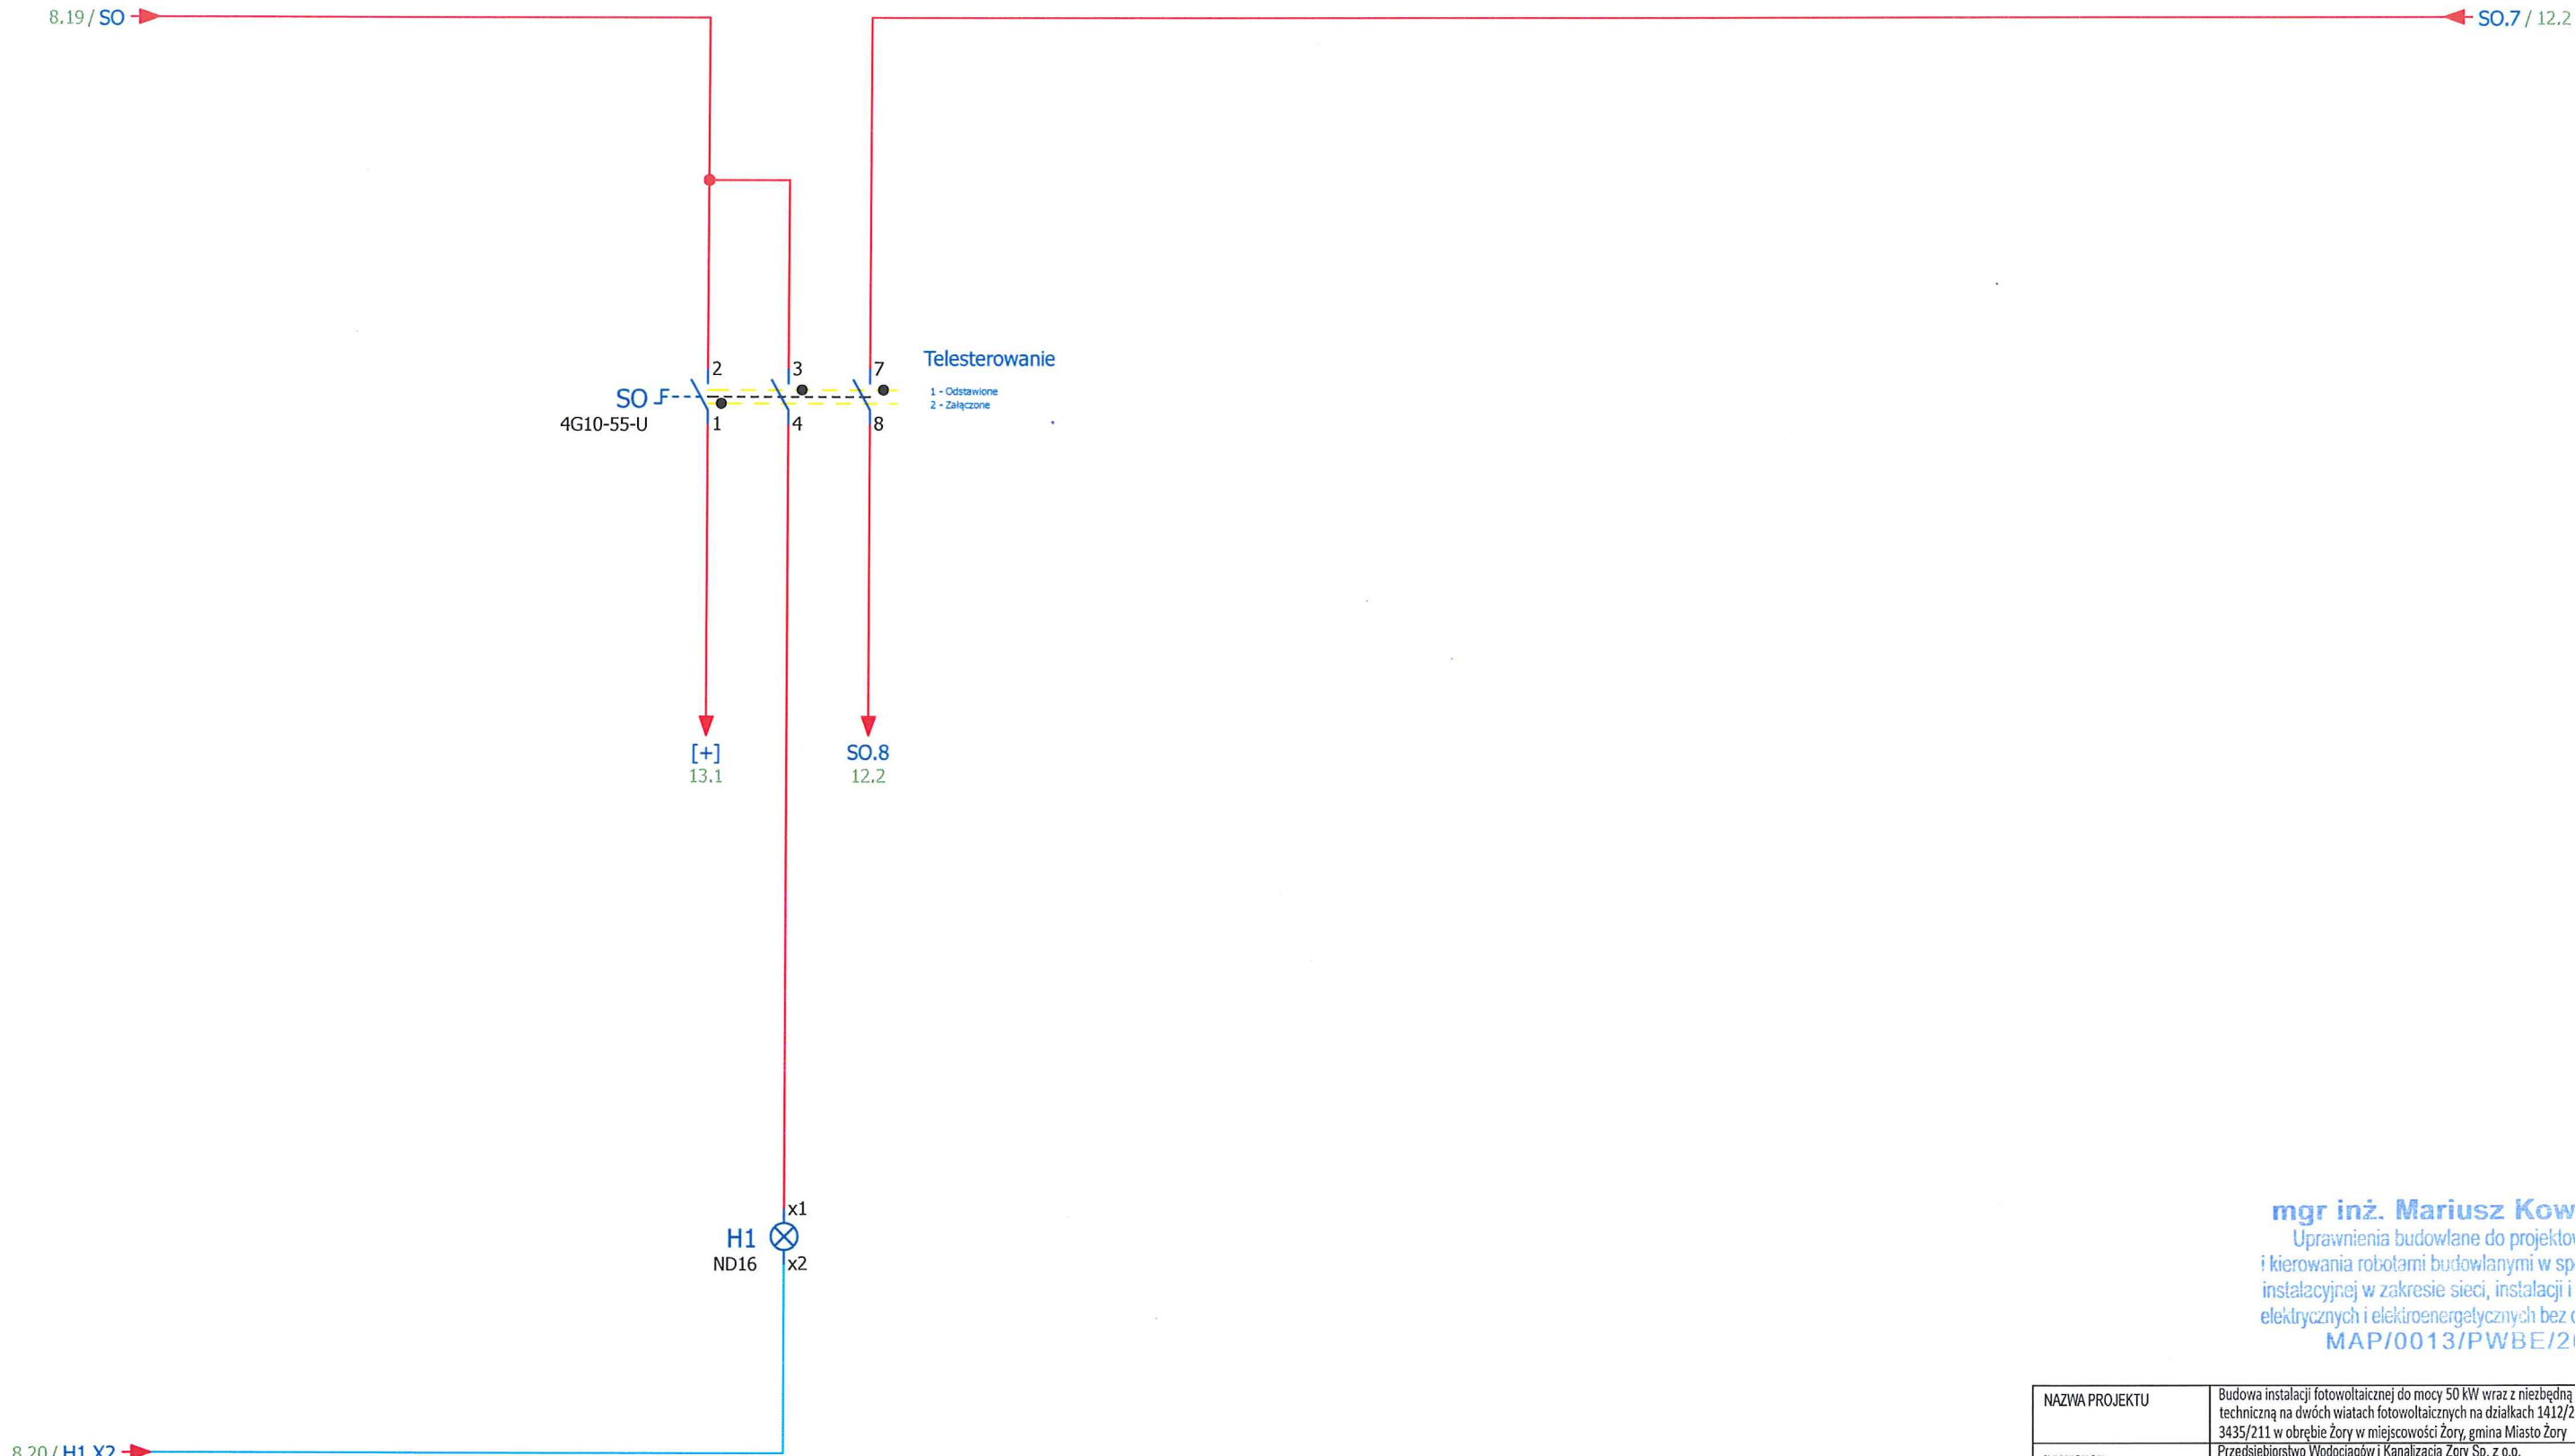 8.19 / SO
SO.7 / 12.2
2
3
7
Telesterowanie
1 - Odstawione
2 - Załączone
SO
4G10-55-U
1
4
8
[+]
13.1
SO.8
12.2
x1
H1
ND16
x2
8.20 / H1.X2
mgr inż. Mariusz Kow
Uprawnienia budowlane do projekto
i kierowania robotami budowlanymi w sp
instalacyjnej w zakresie sieci, instalacji i
elektrycznych i elektroenergetycznych bez
MAP/0013/PWBE/2
NAZWA PROJEKTU
Budowa instalacji fotowoltaicznej do mocy 50 kW wraz z niezbędną
techniczną na dwóch wiatach fotowoltaicznych na działkach 1412/2
3435/211 w obrębie Żory w miejscowości Żory, gmina Miasto Żory
Przedsiębiorstwo Wodociągów i Kanalizacja Żory Sp. z o.o.